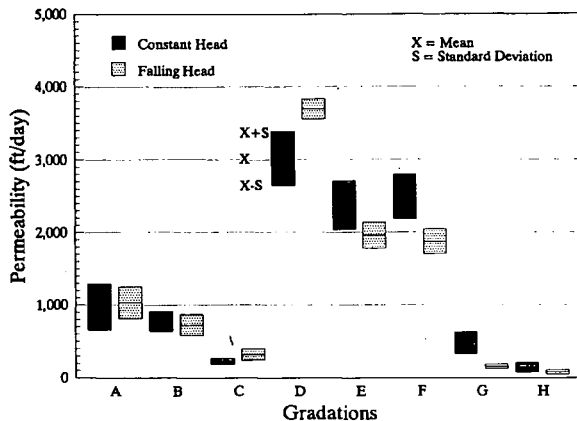 5,000
4,000
3,000
2,000
1,000
0
Permeability (ft/day)
Constant Head
Falling Head
X = Mean
S = Standard Deviation
X+S
X
X-S
A B C D E F G H
Gradations